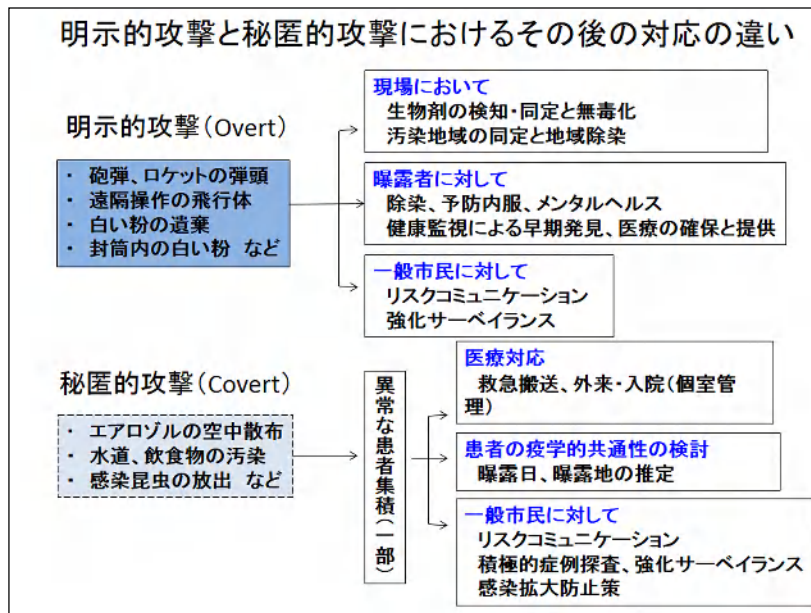 明示的攻撃と秘匿的攻撃におけるその後の対応の違い
明示的攻撃(Overt)
・ 砲弾、ロケットの弾頭
・ 遠隔操作の飛行体
・ 白い粉の遺棄
・ 封筒内の白い粉 など
現場において
生物剤の検知・同定と無毒化
汚染地域の同定と地域除染
曝露者に対して
除染、予防内服、メンタルヘルス
健康監視による早期発見、医療の確保と提供
一般市民に対して
リスクコミュニケーション
強化サーベイランス
秘匿的攻撃(Covert)
・ エアロゾルの空中散布
・ 水道、飲食物の汚染
・ 感染昆虫の放出 など
異常な患者集積(一部)
医療対応
救急搬送、外来・入院(個室管
理)
患者の疫学的共通性の検討
曝露日、曝露地の推定
一般市民に対して
リスクコミュニケーション
積極的症例探査、強化サーベイランス
感染拡大防止策